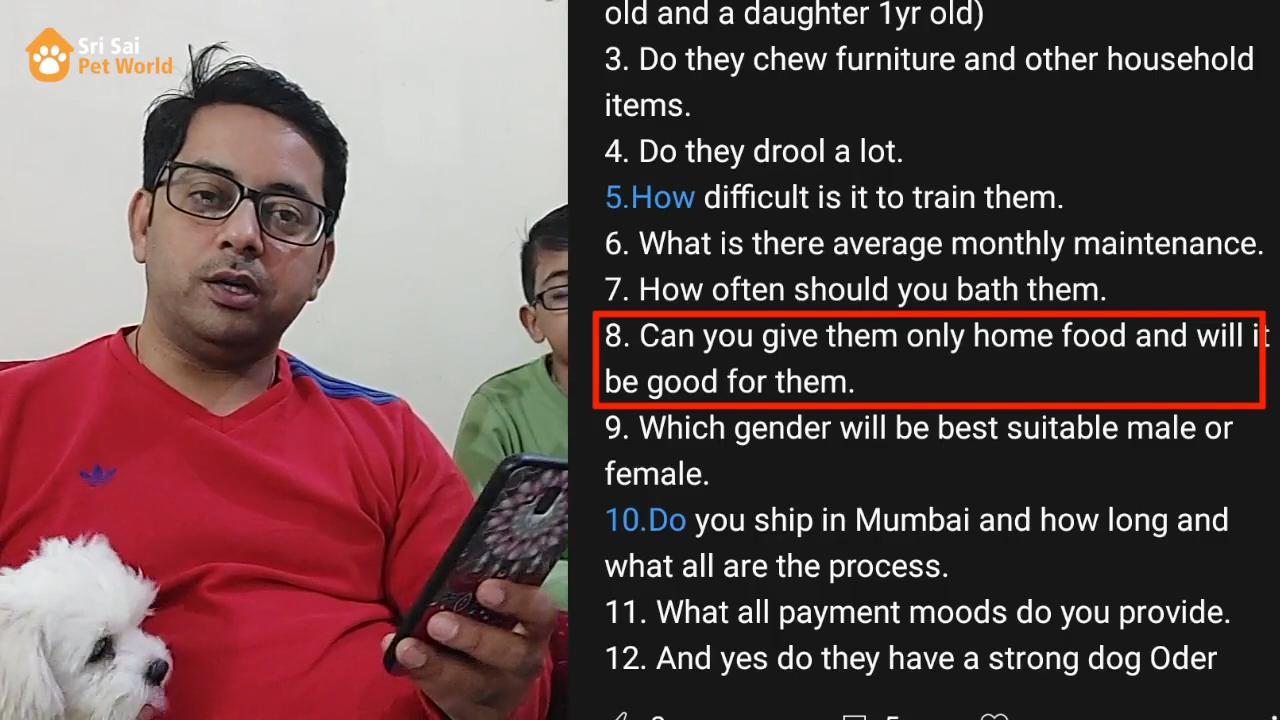 Sri Sai
Pet World
old and a daughter 1yr old)
3. Do they chew furniture and other household
items.
4. Do they drool a lot.
5.How difficult is it to train them.
6. What is there average monthly maintenance.
7. How often should you bath them.
8. Can you give them only home food and will it
be good for them.
9. Which gender will be best suitable male or
female.
10.Do you ship in Mumbai and how long and
what all are the process.
11. What all payment moods do you provide.
12. And yes do they have a strong dog Oder